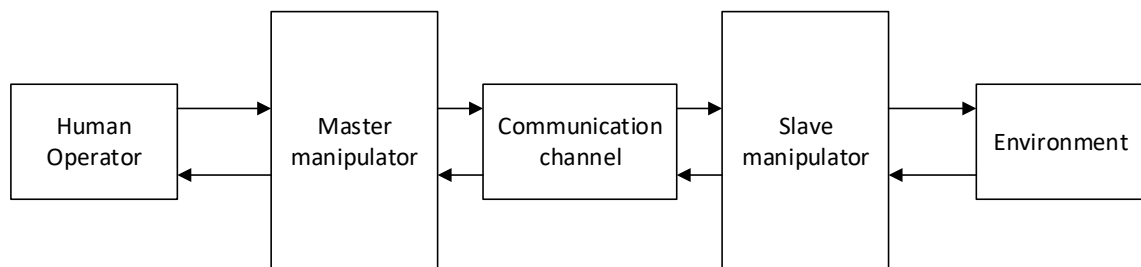 Human
Operator
Master
manipulator
Communication
channel
Slave
manipulator
Environment